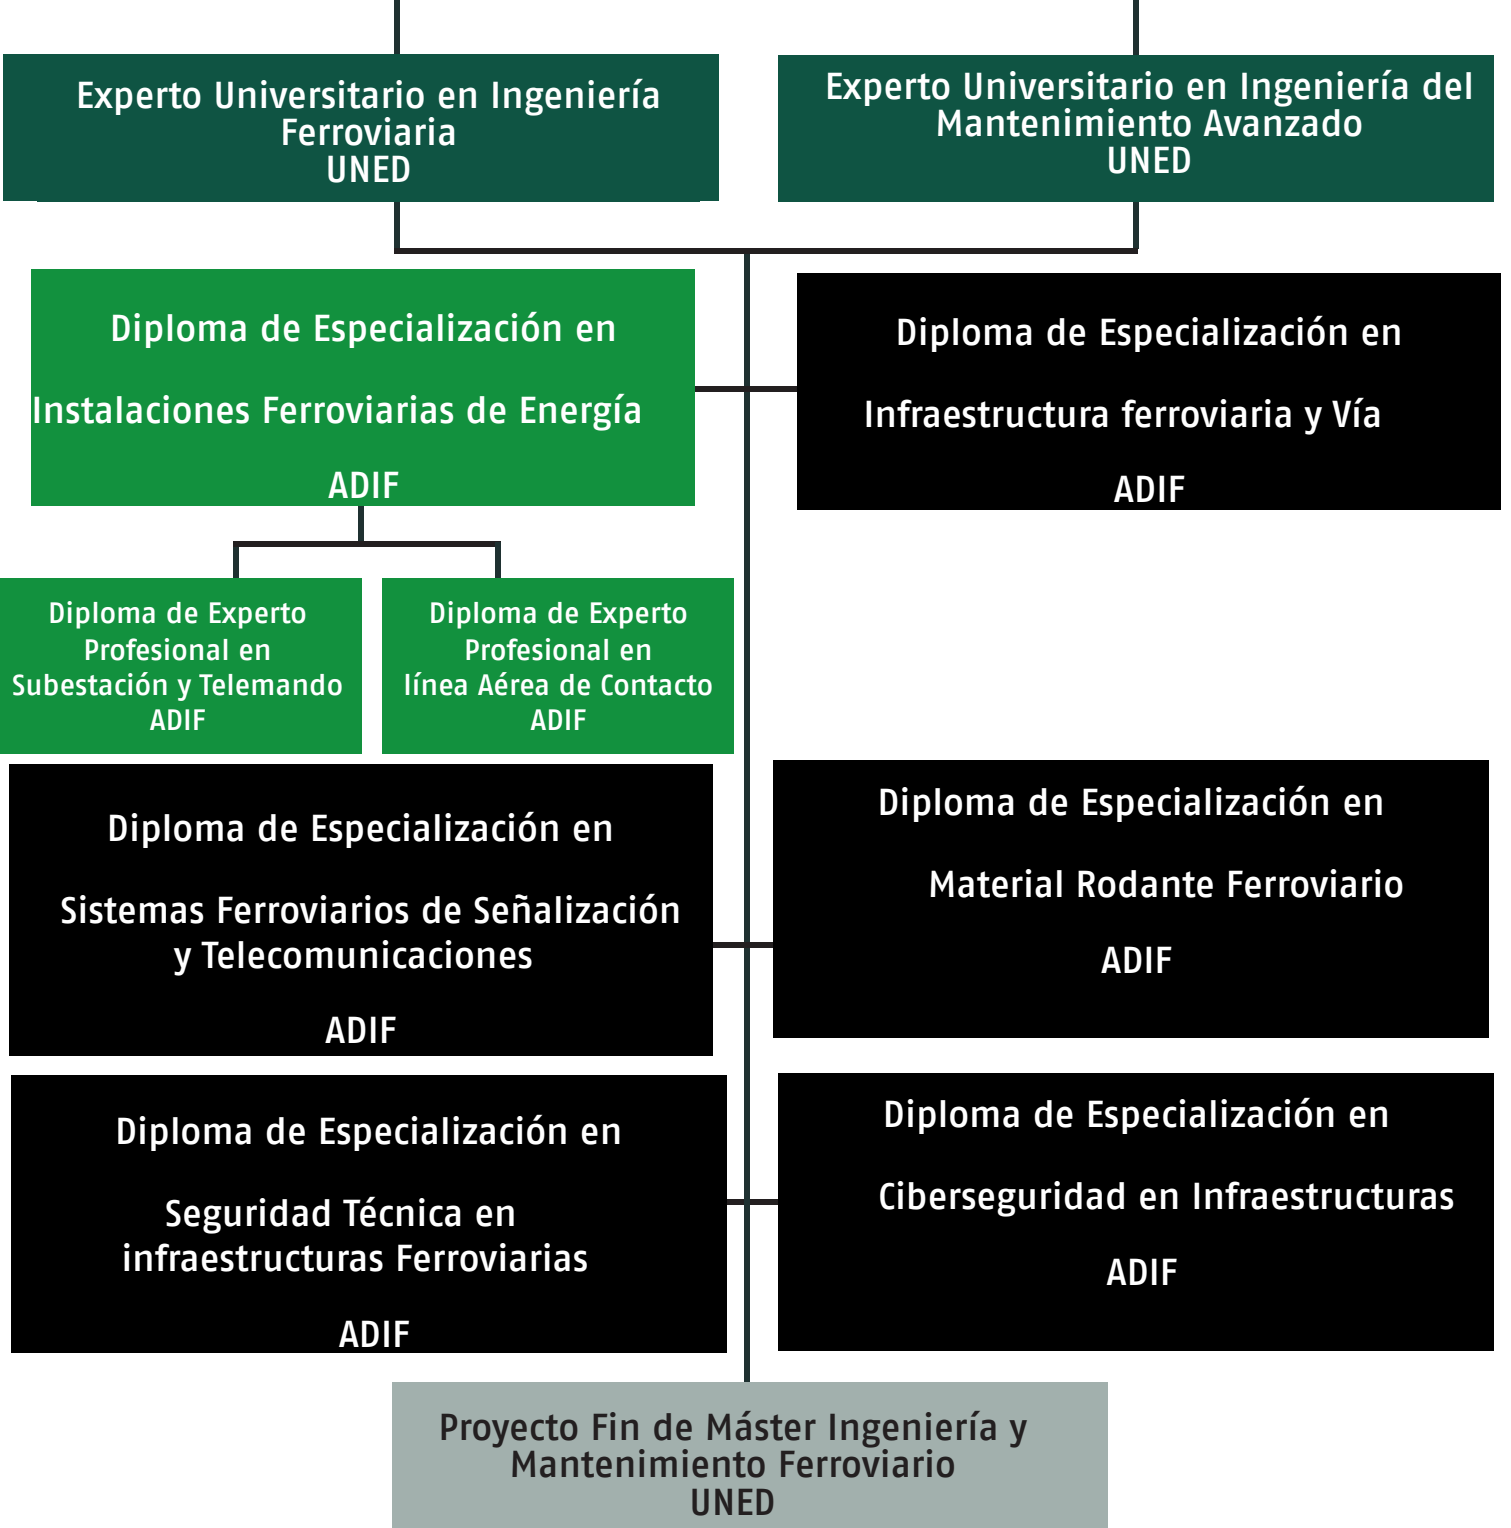 Experto Universitario en Ingeniería
Ferroviaria
UNED
Experto Universitario en Ingeniería del
Mantenimiento Avanzado
UNED
Diploma de Especialización en
Instalaciones Ferroviarias de Energía
ADIF
Diploma de Especialización en
Infraestructura ferroviaria y Vía
ADIF
Diploma de Experto
Profesional en
Subestación y Telemando
ADIF
Diploma de Experto
Profesional en
línea Aérea de Contacto
ADIF
Diploma de Especialización en
Sistemas Ferroviarios de Señalización
y Telecomunicaciones
ADIF
Diploma de Especialización en
Material Rodante Ferroviario
ADIF
Diploma de Especialización en
Seguridad Técnica en
infraestructuras Ferroviarias
ADIF
Diploma de Especialización en
Ciberseguridad en Infraestructuras
ADIF
Proyecto Fin de Máster Ingeniería y
Mantenimiento Ferroviario
UNED